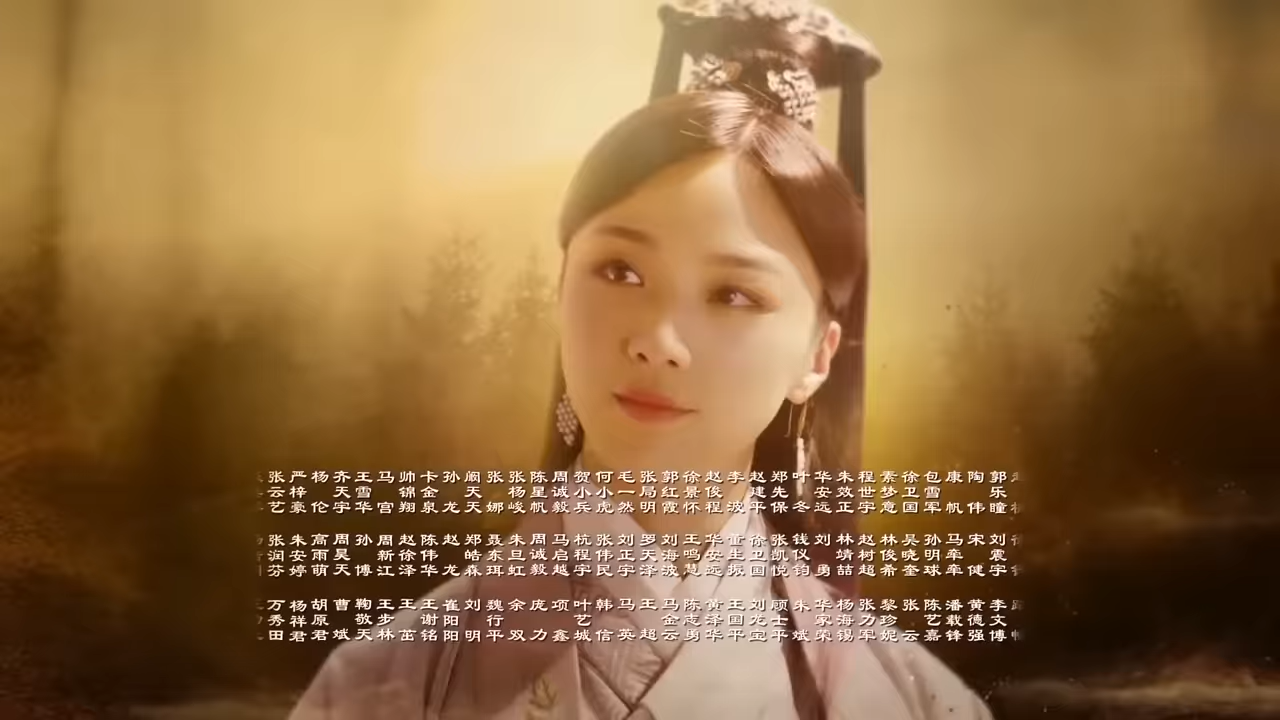 张云艺
严梓豪
杨伦
齐天宇
王雪华
马宫
帅锦翔
卡金泉
孙龙
阚天天
张娜
张杨峻
陈星帆
周诚毅
贺小兵
何小虎
毛一然
张局明
郭红霞
徐景怀
赵俊程
李波
赵建平
郑先保
叶冬
华安远
朱效正
程世宇
素梦意
徐卫国
包雪军
康帆
陶伟
郭乐瞳
张润芬
朱安婷
高雨萌
周昊天
孙博
周新江
赵徐泽
陈伟华
赵龙
郑皓森
聂东珥
朱旦虹
周诚毅
马启越
杭程宇
张伟民
刘正宇
罗天泽
刘海波
王鸣慧
华安远
董生振
徐卫国
张凯悦
钱仪钧
刘勇
林靖喆
赵树超
林俊希
吴晓奎
孙明球
马牵牵
宋健
刘震宇
万秀田
杨祥君
胡原君
曹斌
鞠敬天
王步林
王茁
王谢铭
崔阳阳
刘明
魏行平
余双
庞力
项鑫
叶艺城
韩信
马英
王超
马金云
陈志勇
黄泽华
王国平
刘龙宝
顾士平
朱斌
华家荣
杨海锡
张力军
黎珍妮
张云
陈艺嘉
潘载锋
黄德强
李文博